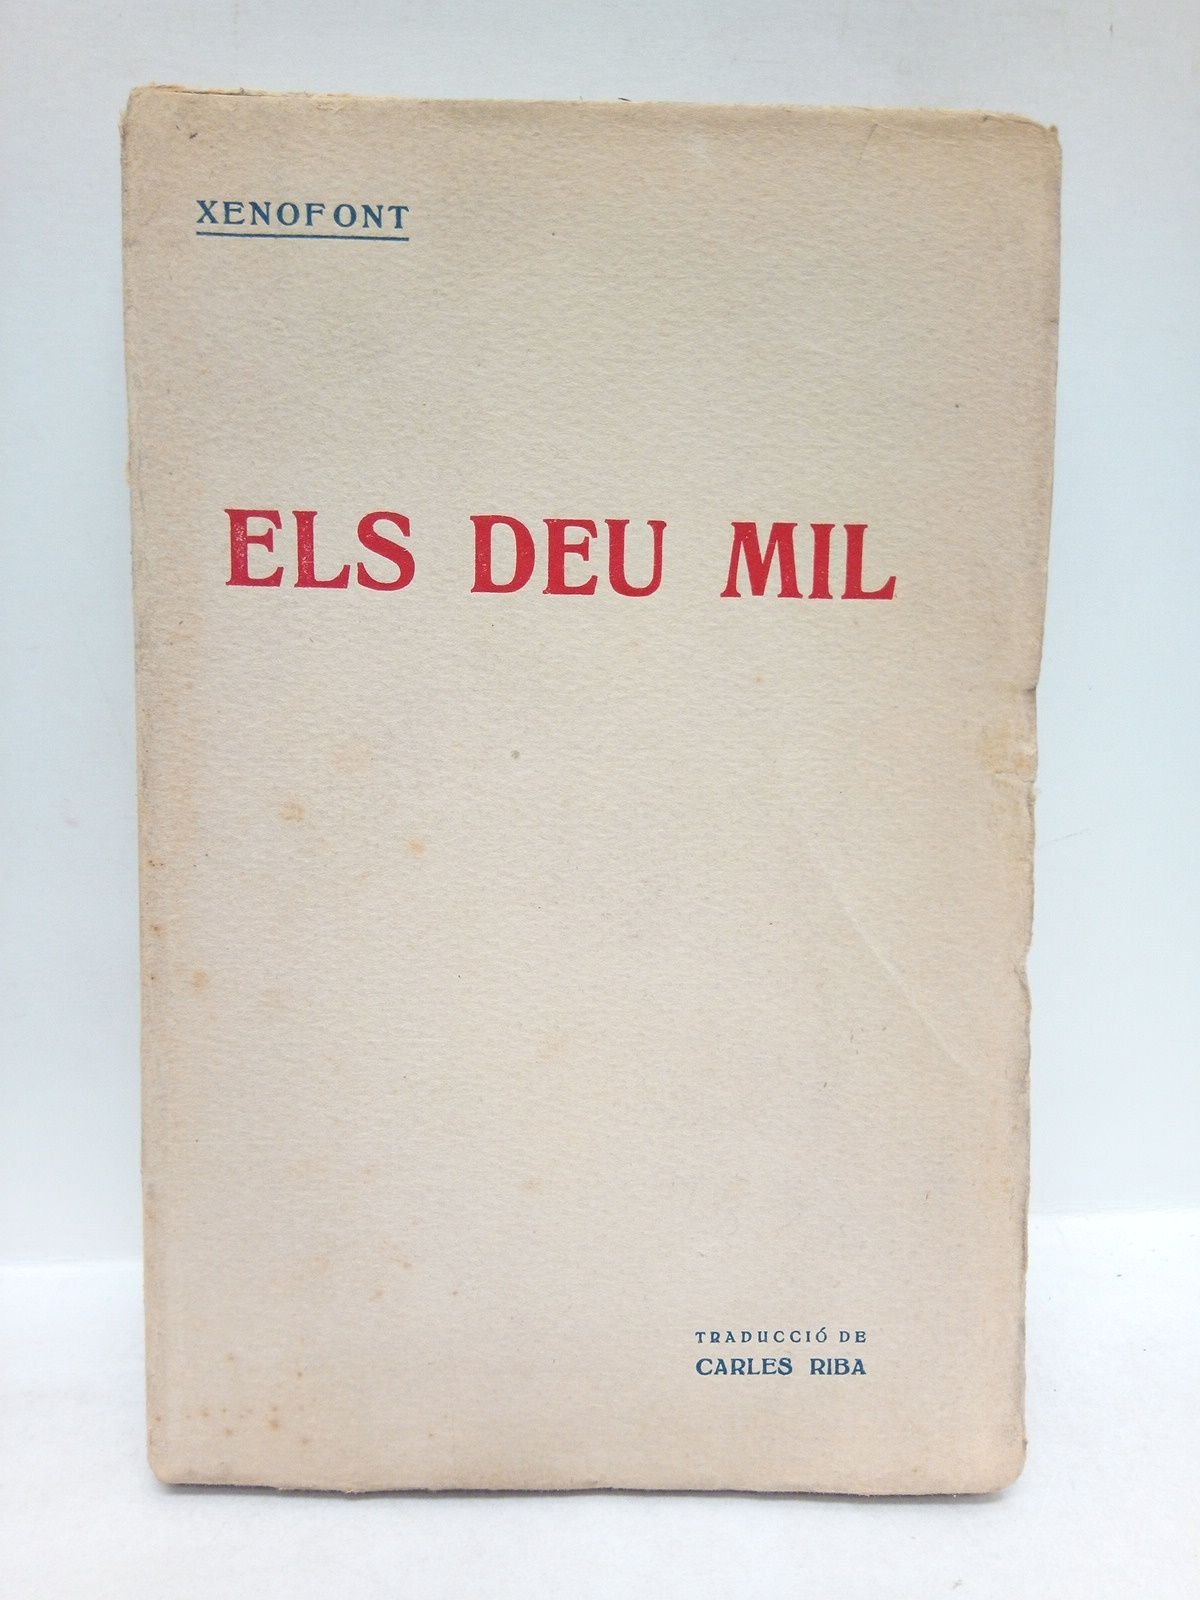 XENOFONT
ELS DEU MIL
TRADUCCIÓ DE
CARLES RIBA